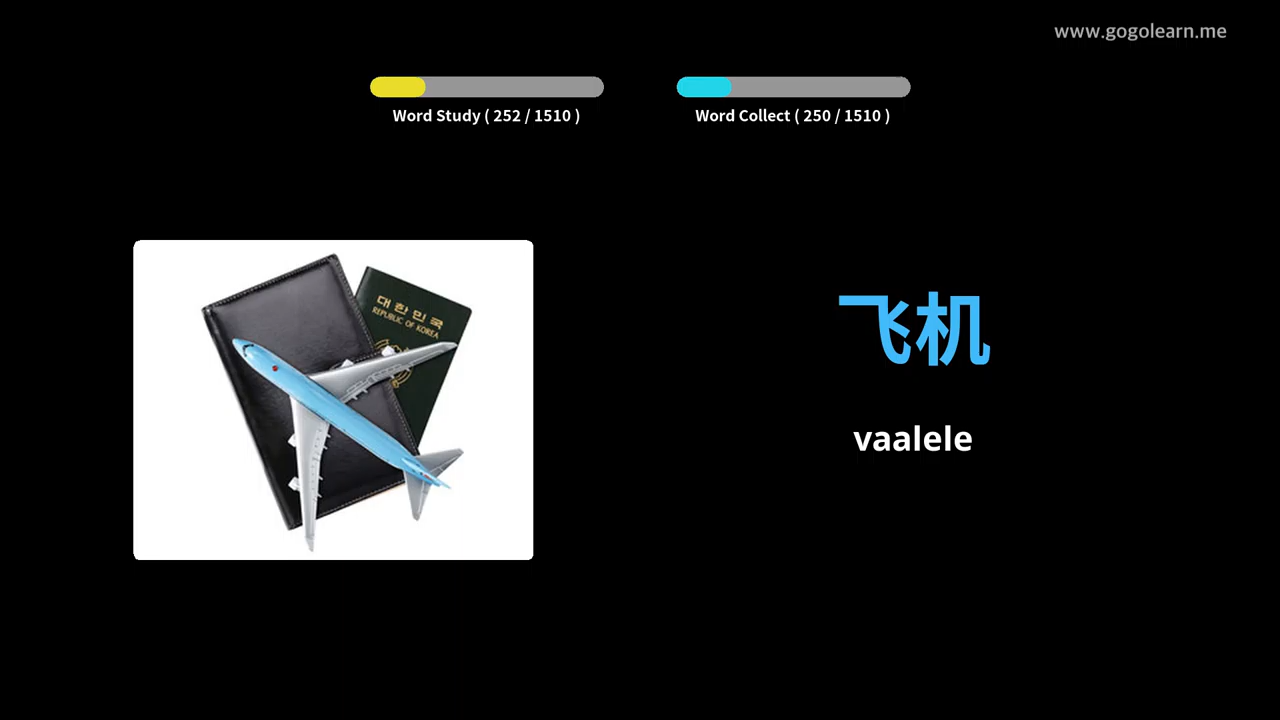 www.gogolearn.me
Word Study ( 252 / 1510 )
Word Collect ( 250 / 1510 )
대한민국
REPUBLIC OF KOREA
飞机
vaalele